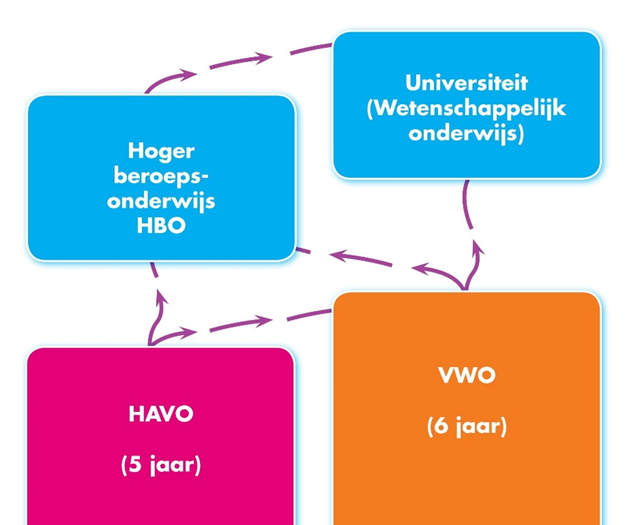 Universiteit
(Wetenschappelijk
onderwijs)
Hoger
beroeps-
onderwijs
HBO
VWO
(6 jaar)
HAVO
(5 jaar)